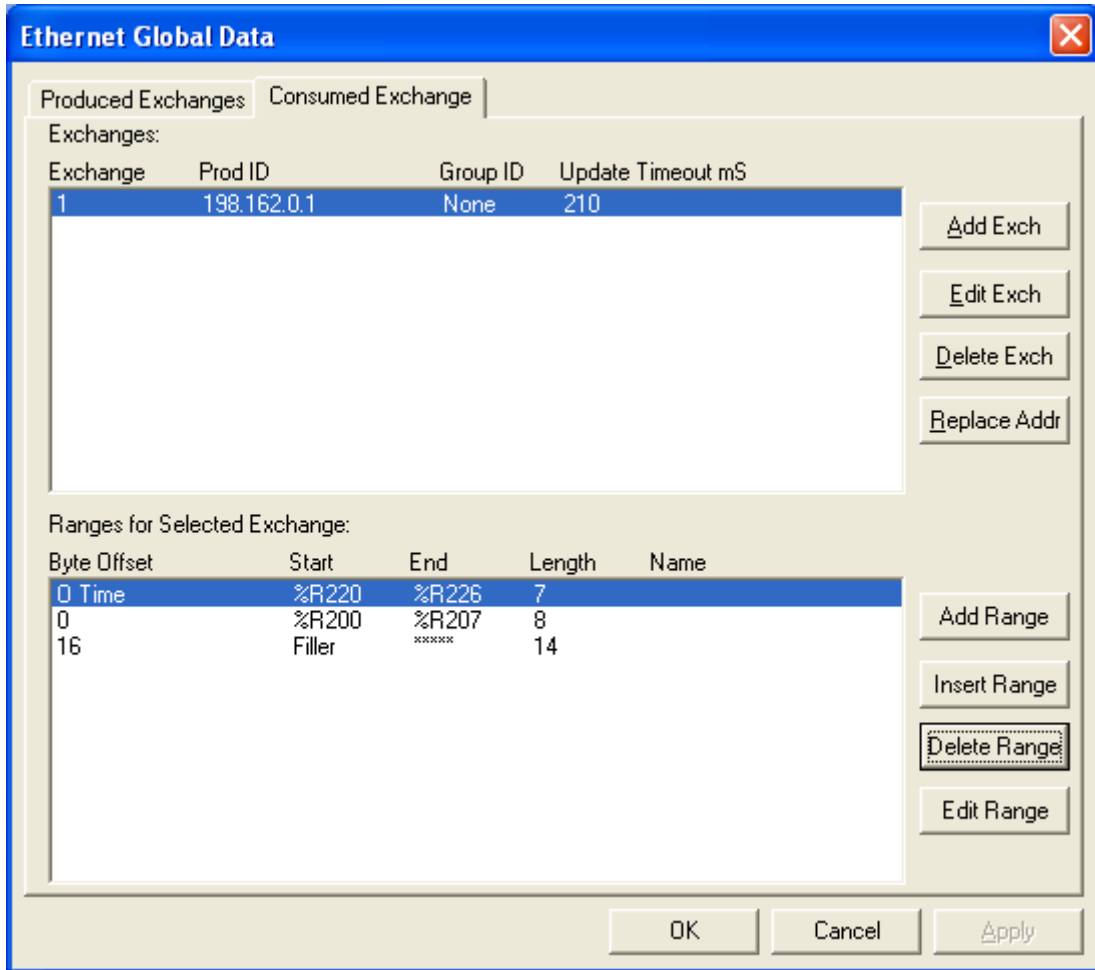 Ethernet Global Data
Produced Exchanges Consumed Exchange
Exchanges:
Exchange Prod ID Group ID Update Timeout mS
1 198.162.0.1 None 210
Add Exch
Edit Exch
Delete Exch
Replace Addr
Ranges for Selected Exchange:
Byte Offset Start End Length Name
0 Time %R220 %R226 7
0 %R200 %R207 8
16 Filler ***** 14
Add Range
Insert Range
Delete Range
Edit Range
OK Cancel Apply